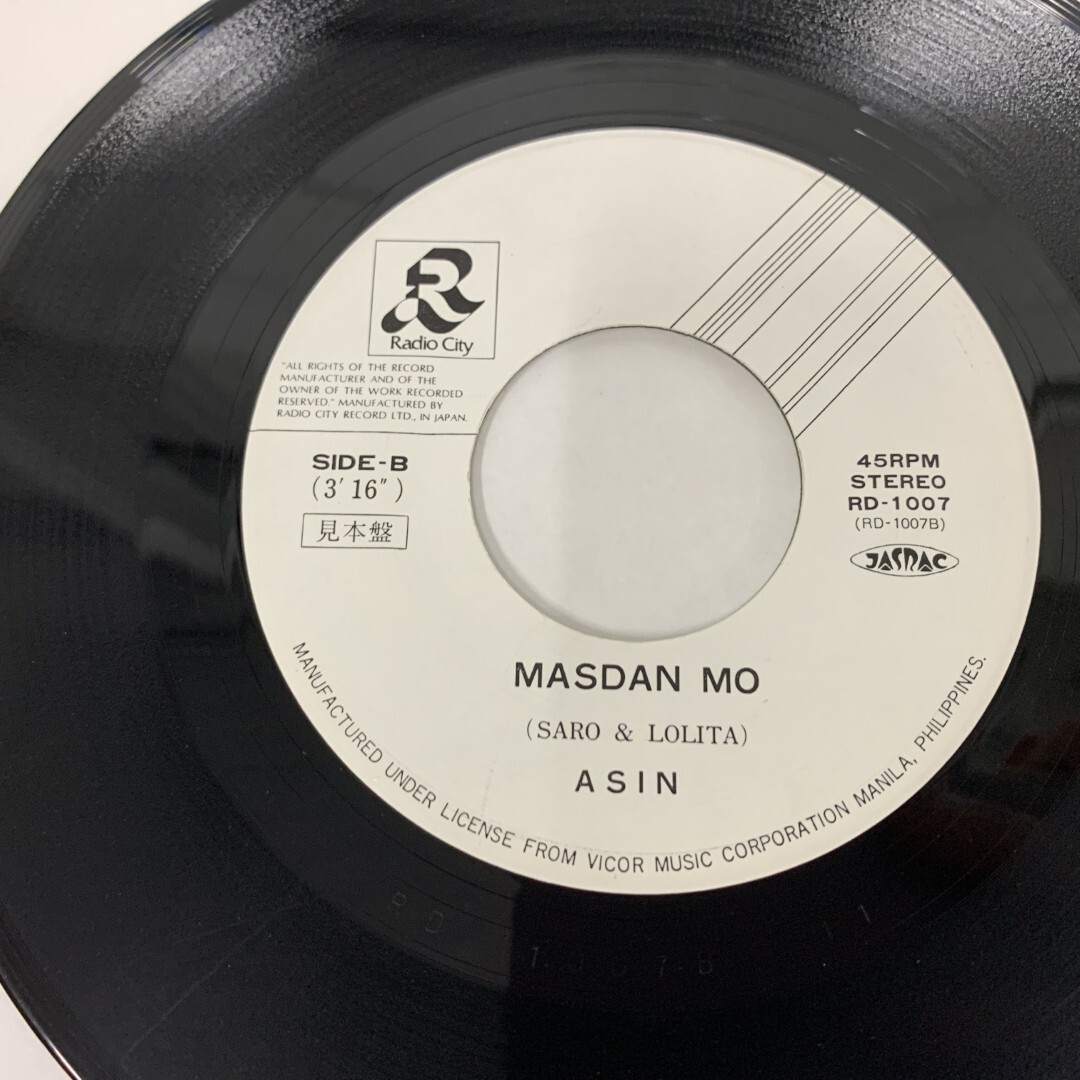 R
Radio City
"ALL RIGHTS OF THE RECORD
MANUFACTURER AND OF THE
OWNER OF THE WORK RECORDED
RESERVED." MANUFACTURED BY
RADIO CITY RECORD LTD., IN JAPAN.
SIDE-B
(3′16″)
見本盤
45RPM
STEREO
RD-1007
(RD-1007B)
JASRAC
MASDAN MO
(SARO & LOLITA)
ASIN
MANUFACTURED UNDER LICENSE FROM VICOR MUSIC CORPORATION MANILA, PHILIPPINES.
RD